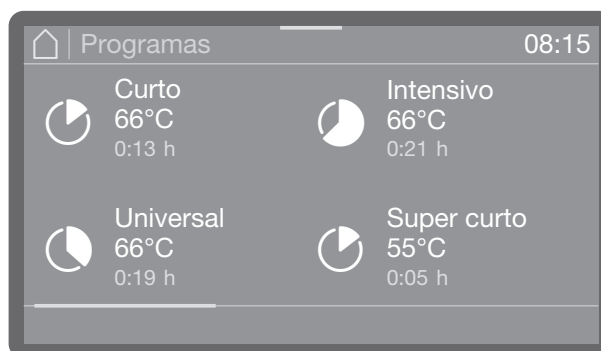 Programas 08:15
Curto
66°C
0:13 h
Intensivo
66°C
0:21 h
Universal
66°C
0:19 h
Super curto
55°C
0:05 h